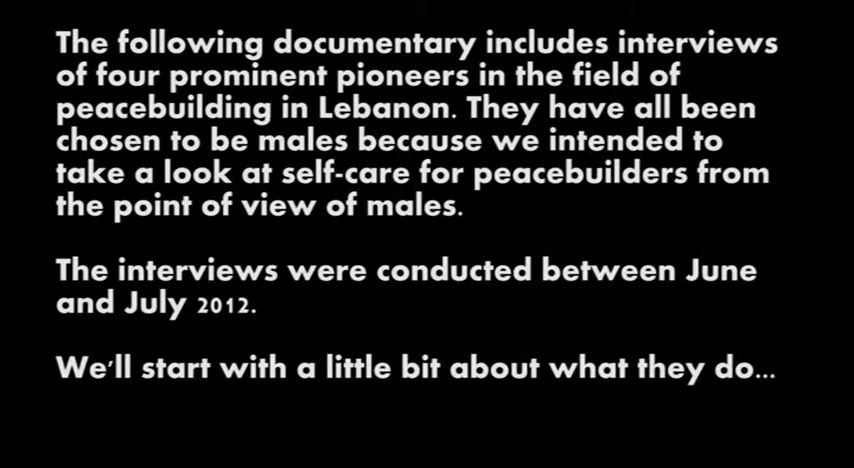 The following documentary includes interviews
of four prominent pioneers in the field of
peacebuilding in Lebanon. They have all been
chosen to be males because we intended to
take a look at self-care for peacebuilders from
the point of view of males.
The interviews were conducted between June
and July 2012.
We'll start with a little bit about what they do...